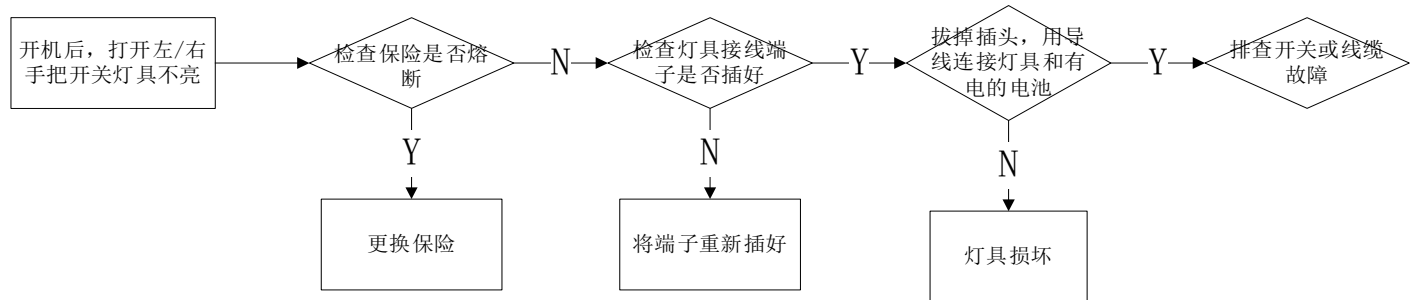 开机后，打开左/右
手把开关灯具不亮
检查保险是否熔
断
N
检查灯具接线端
子是否插好
Y
拔掉插头，用导
线连接灯具和有
电的电池
Y
排查开关或线缆
故障
Y
N
N
更换保险
将端子重新插好
灯具损坏